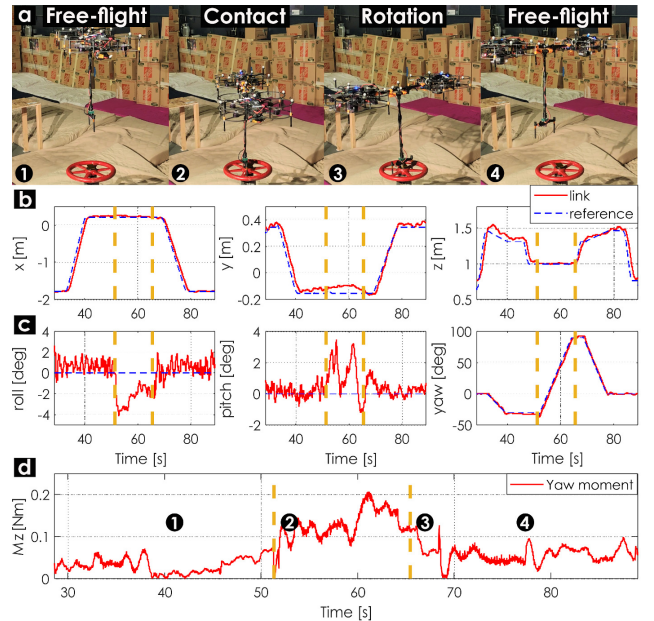 a Free-flight Contact Rotation Free-flight
1 2 3 4
b
link
reference
x [m] 0 -1 -2 40 60 80
y [m] 0.4 0.2 0 -0.2 40 60 80
z [m] 1.5 1 0.5 40 60 80
c
roll [deg] 4 2 0 -2 -4 40 60 80
pitch [deg] 4 2 0 -2 40 60 80
yaw [deg] 100 50 0 -50 40 60 80
Time [s] Time [s] Time [s]
d
Yaw moment
Mz [Nm] 0.2 0.1 0
1 2 3 4
30 40 50 60 70 80
Time [s]